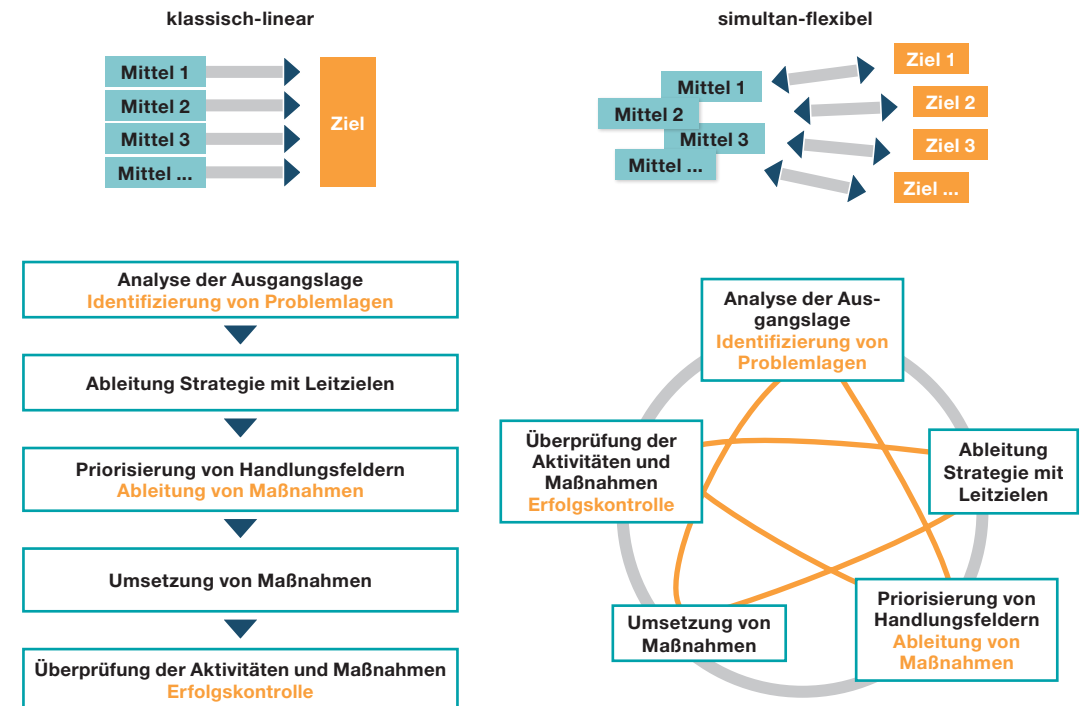 klassisch-linear
Mittel 1
Mittel 2
Mittel 3
Mittel ...
Ziel
simultan-flexibel
Mittel 1
Mittel 2
Mittel 3
Mittel ...
Ziel 1
Ziel 2
Ziel 3
Ziel ...
Analyse der Ausgangslage
Identifizierung von Problemlagen
Ableitung Strategie mit Leitzielen
Priorisierung von Handlungsfeldern
Ableitung von Maßnahmen
Umsetzung von Maßnahmen
Überprüfung der Aktivitäten und Maßnahmen
Erfolgskontrolle
Analyse der Aus-
gangslage
Identifizierung von
Problemlagen
Ableitung
Strategie mit
Leitzielen
Priorisierung von
Handlungsfeldern
Ableitung von
Maßnahmen
Umsetzung von
Maßnahmen
Überprüfung der
Aktivitäten und
Maßnahmen
Erfolgskontrolle